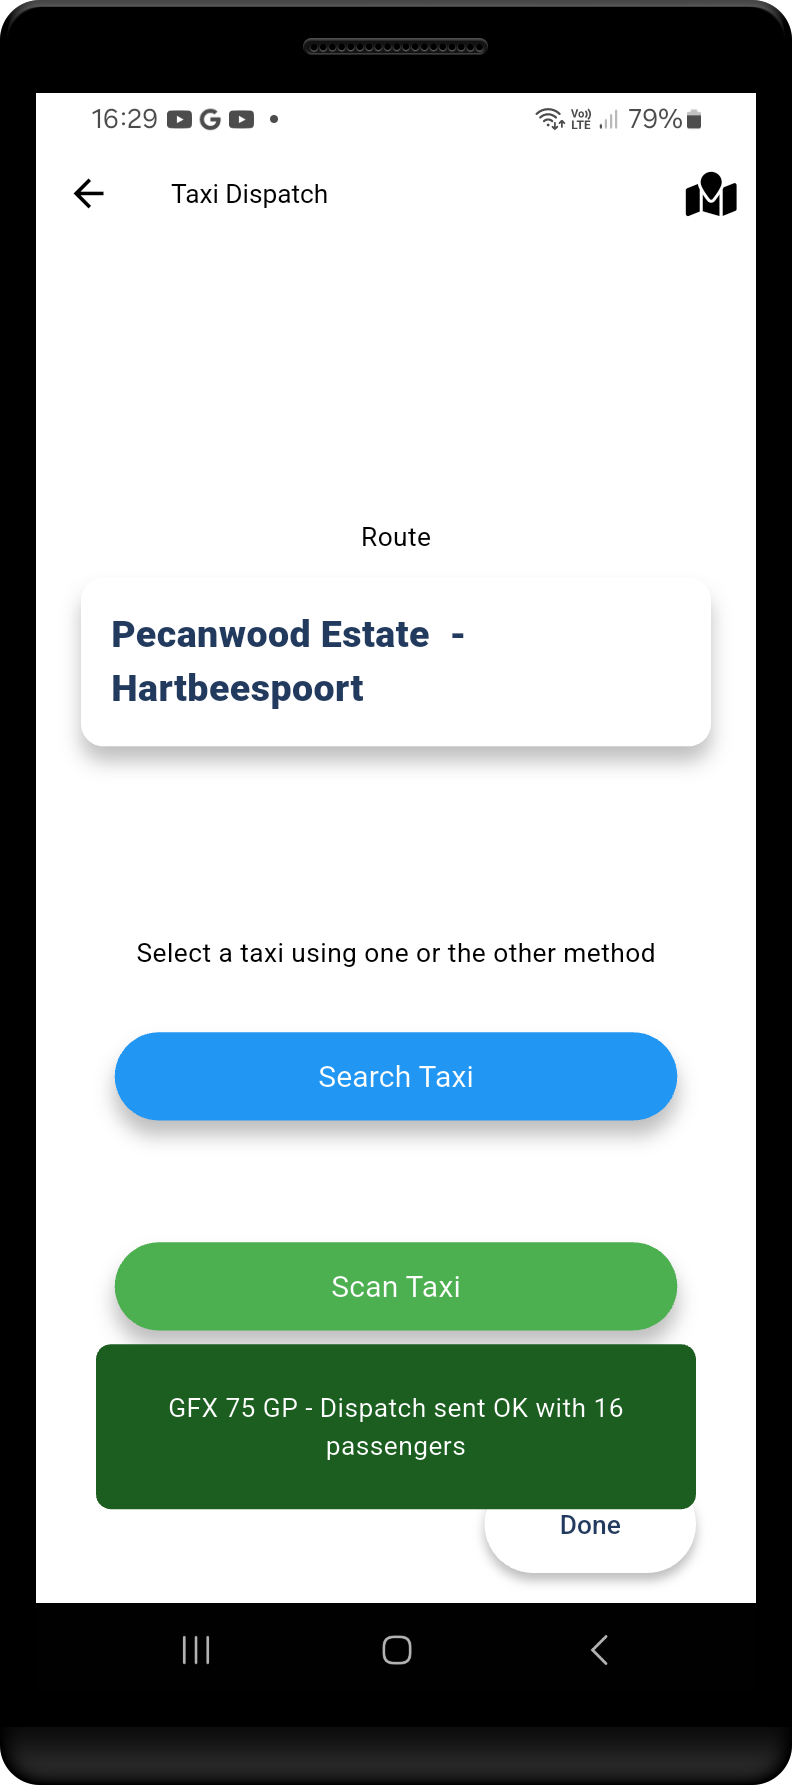 16:29
Vo)) LTE
79%
Taxi Dispatch
Route
Pecanwood Estate -
Hartbeespoort
Select a taxi using one or the other method
Search Taxi
Scan Taxi
GFX 75 GP - Dispatch sent OK with 16
passengers
Done